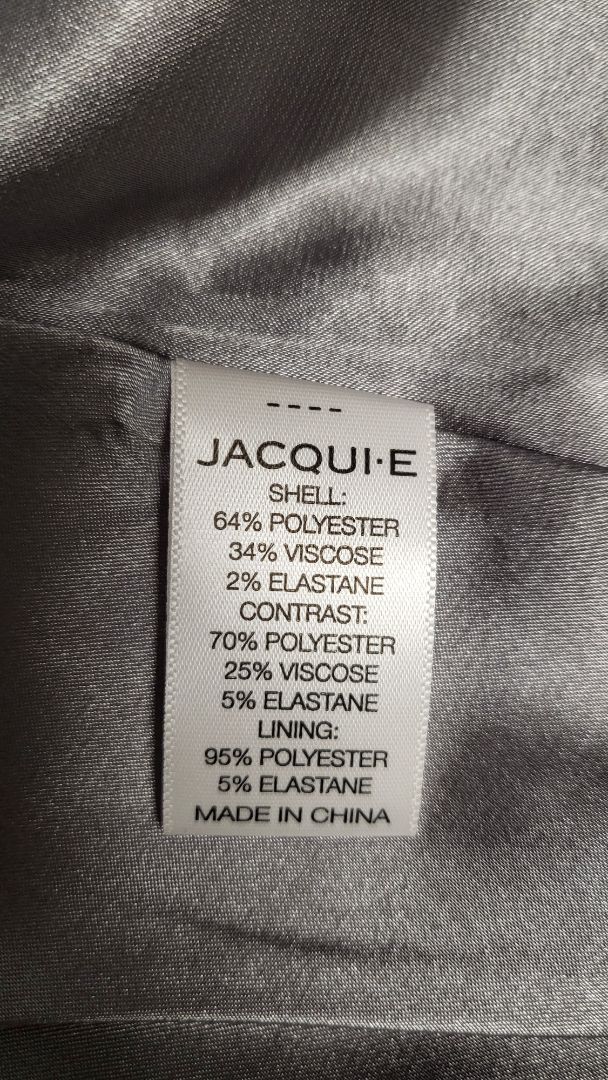 JACQUI·E
SHELL:
64% POLYESTER
34% VISCOSE
2% ELASTANE
CONTRAST:
70% POLYESTER
25% VISCOSE
5% ELASTANE
LINING:
95% POLYESTER
5% ELASTANE
MADE IN CHINA